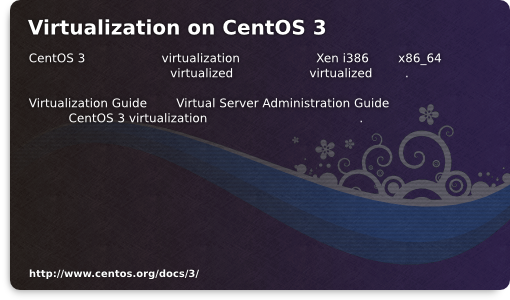 Virtualization on CentOS 3
CentOS 3 virtualization Xen i386 x86_64
virtualized virtualized .
Virtualization Guide Virtual Server Administration Guide
CentOS 3 virtualization .
http://www.centos.org/docs/3/